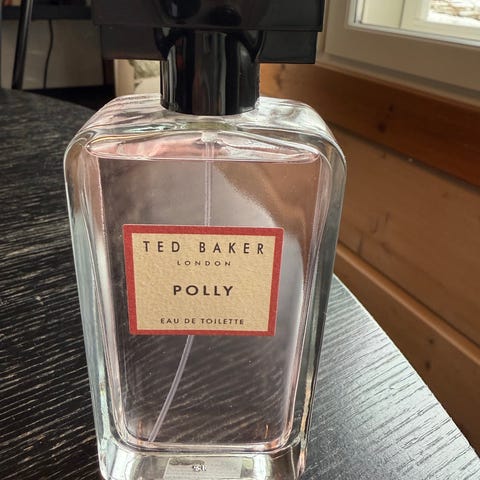 TED BAKER
LONDON
POLLY
EAU DE TOILETTE